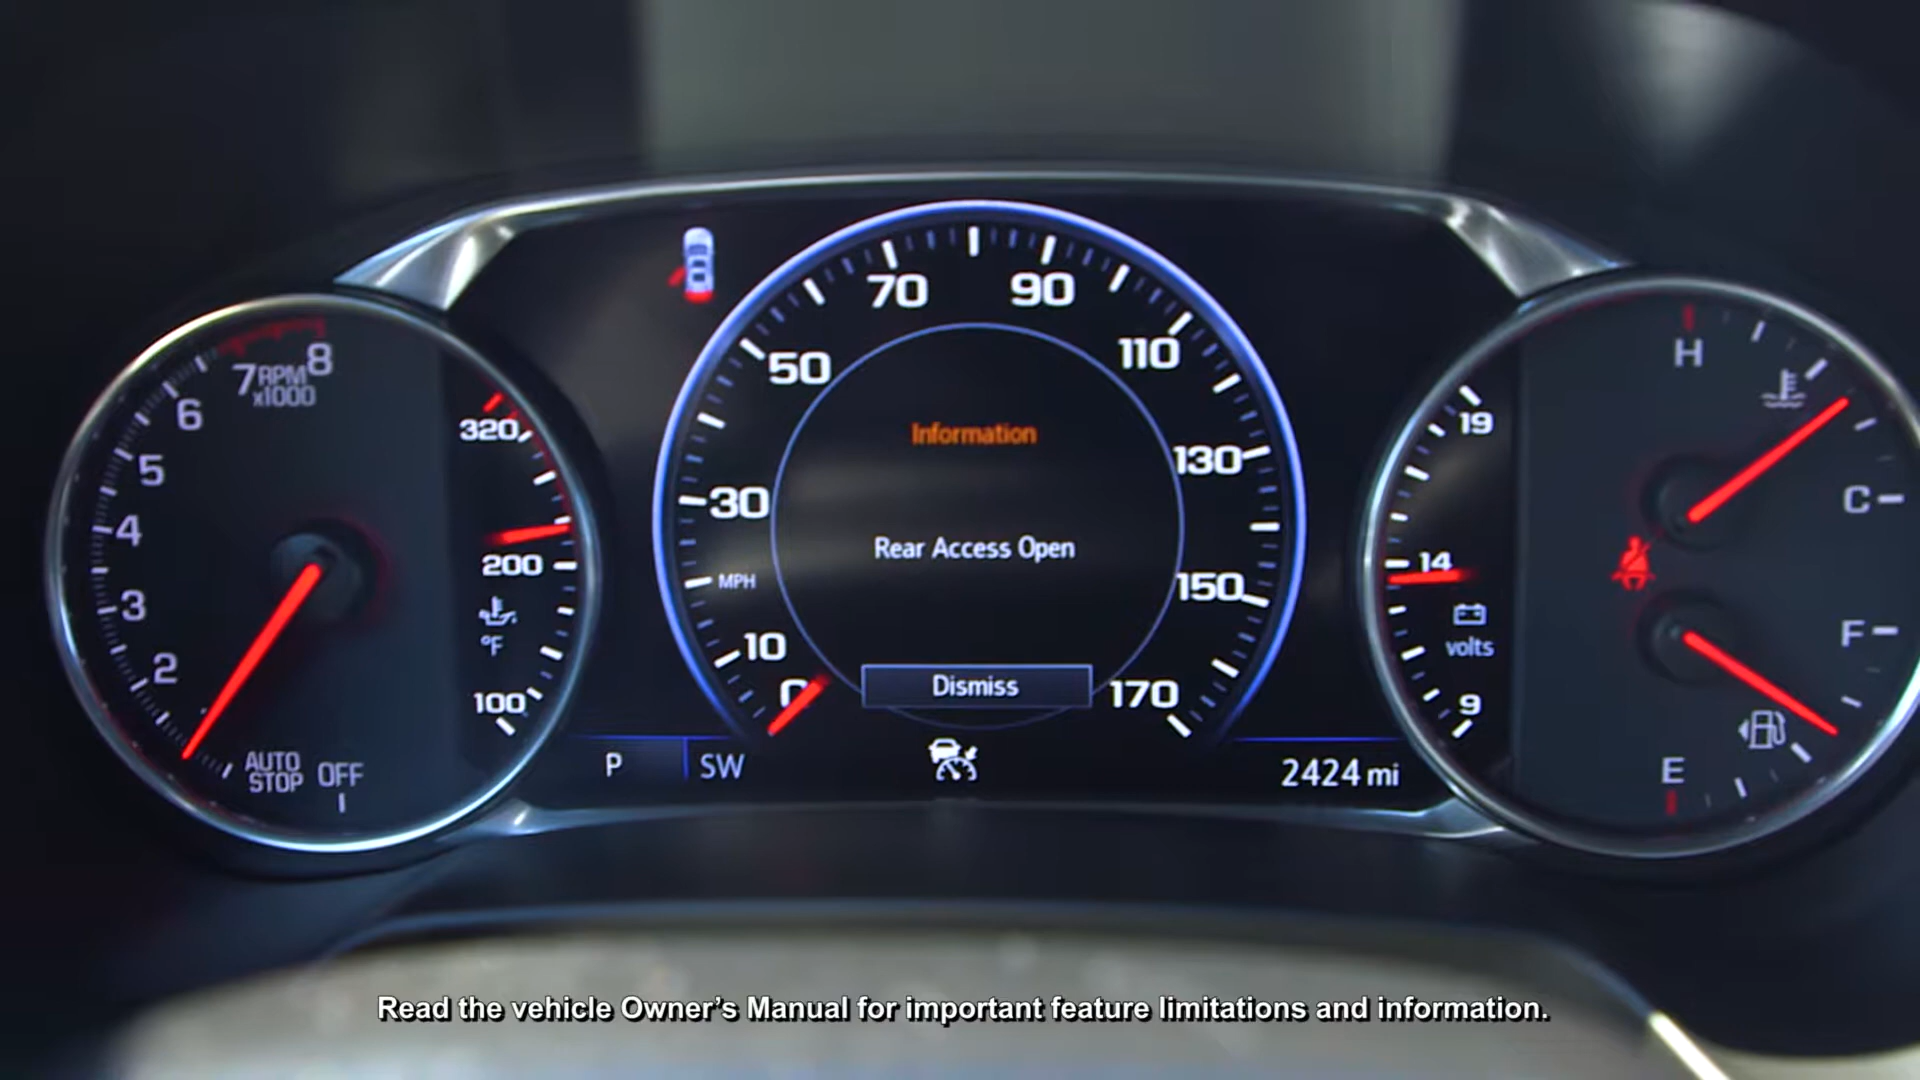 8
7
RPM
x1000
6
5
4
3
2
AUTO
STOP
OFF
320
200
°F
100
70
90
50
110
30
130
MPH
150
10
0
170
Information
Rear Access Open
Dismiss
P
SW
2424 mi
19
14
volts
9
H
C
F
E
Read the vehicle Owner’s Manual for important feature limitations and information.